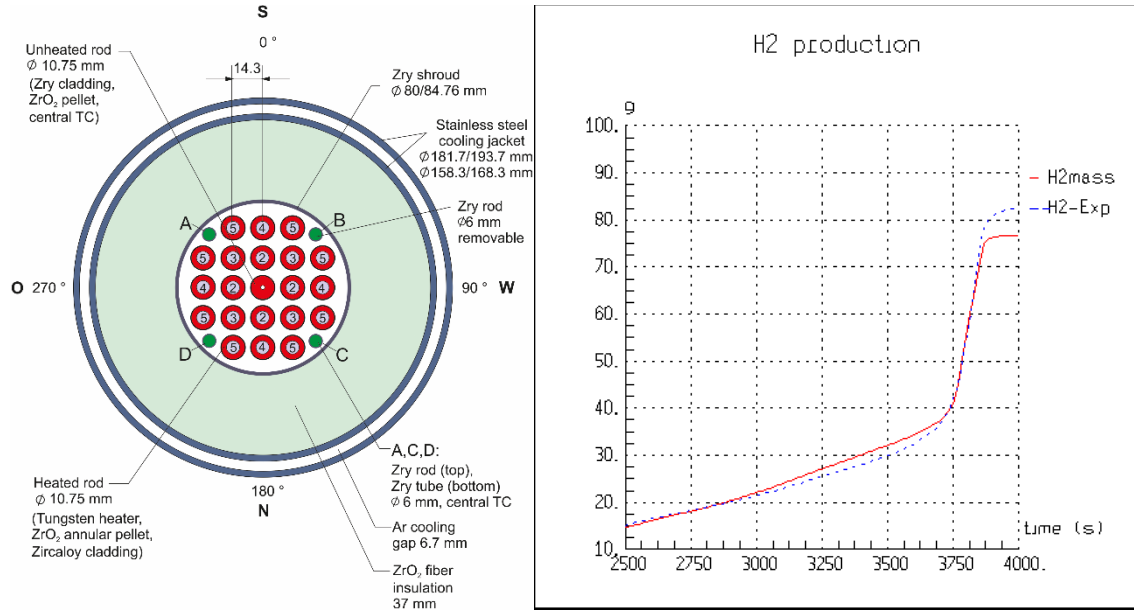 S
0 °
Unheated rod
Ø 10.75 mm
(Zry cladding,
ZrO2 pellet,
central TC)
14.3
Zry shroud
Ø 80/84.76 mm
Stainless steel
cooling jacket
Ø 181.7/193.7 mm
Ø 158.3/168.3 mm
Zry rod
Ø6 mm
removable
A
B
5 4 5
5 3 2 3 5
O 270 °
4 2 2 4
90 ° W
5 3 2 3 5
5 4 5
D
C
Heated rod
Ø 10.75 mm
(Tungsten heater,
ZrO2 annular pellet,
Zircaloy cladding)
180 °
N
A,C,D:
Zry rod (top),
Zry tube (bottom)
Ø 6 mm, central TC
Ar cooling
gap 6.7 mm
ZrO2 fiber
insulation
37 mm
H2 production
g
100.
90.
80.
70.
60.
50.
40.
30.
20.
10.
H2mass
H2-Exp
time (s)
2500 2750 3000 3250 3500 3750 4000.